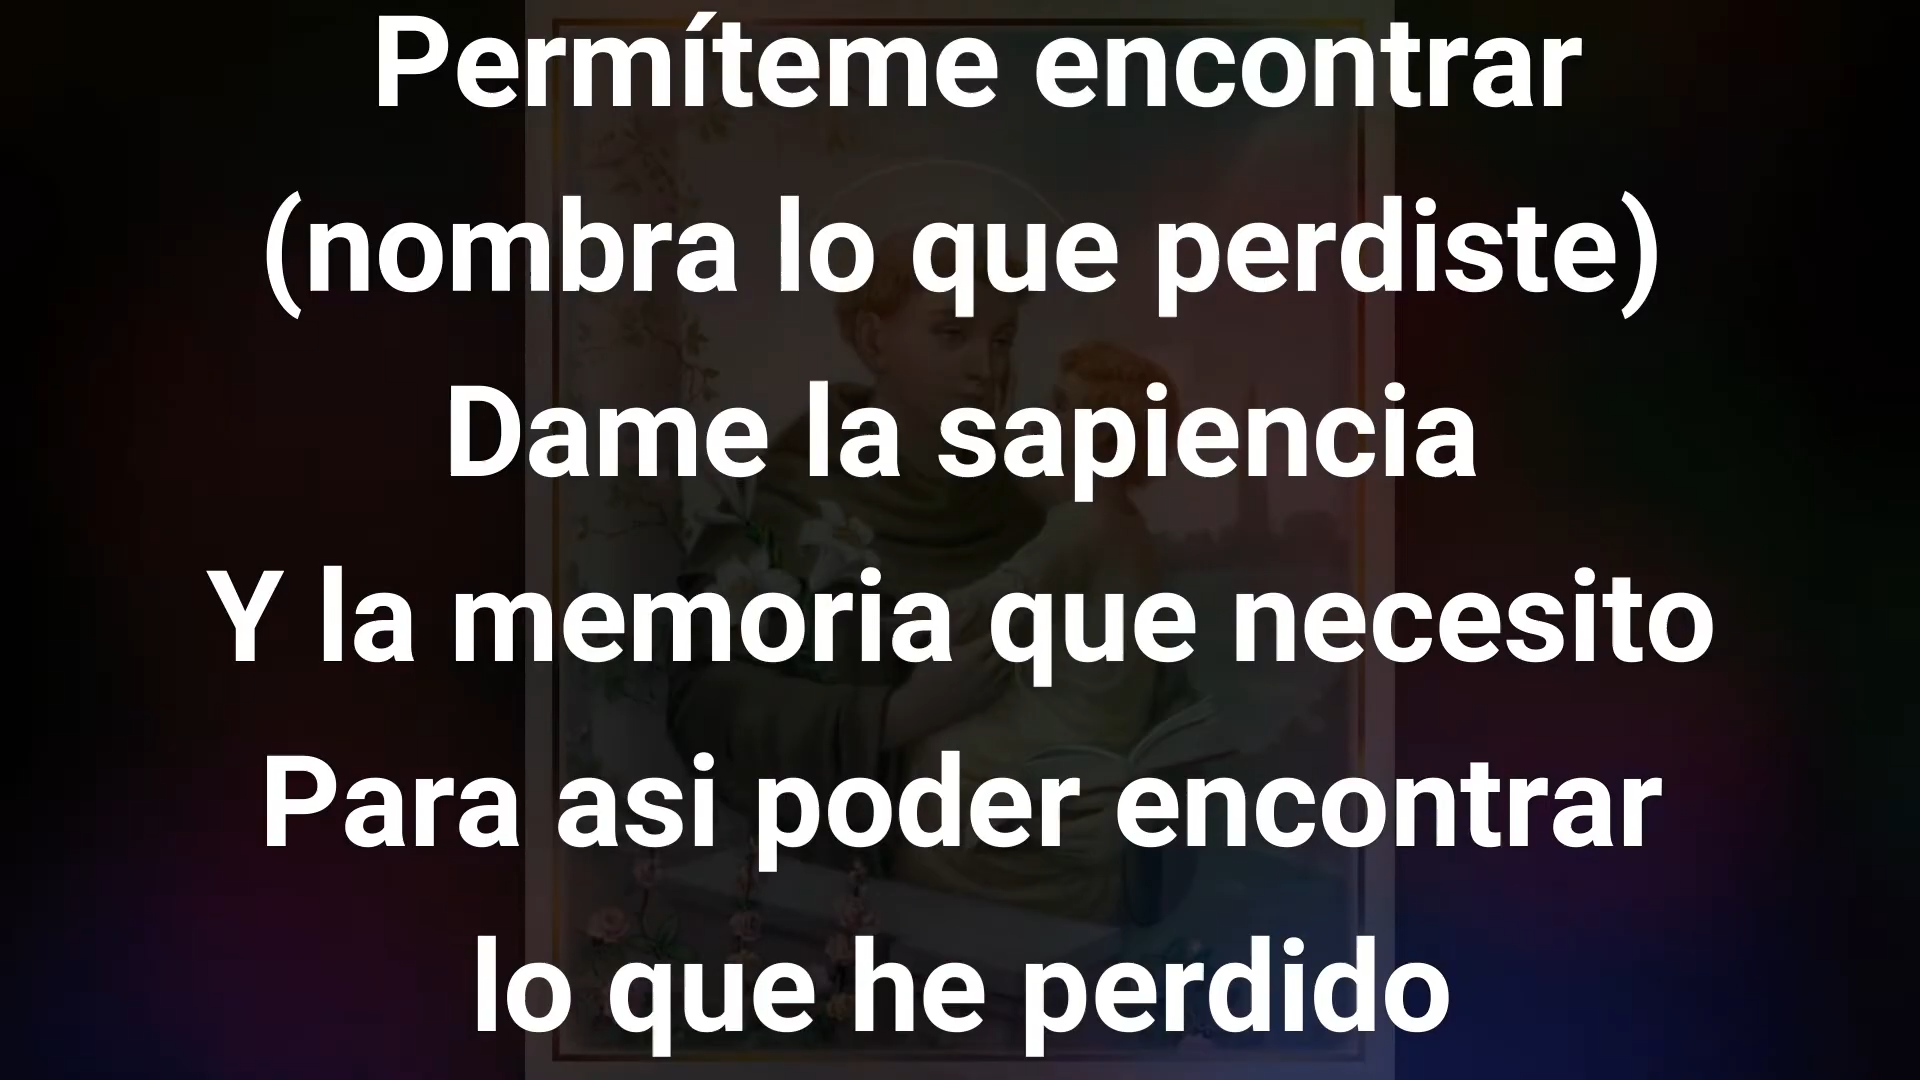 Permíteme encontrar
(nombra lo que perdiste)
Dame la sapiencia
Y la memoria que necesito
Para asi poder encontrar
lo que he perdido